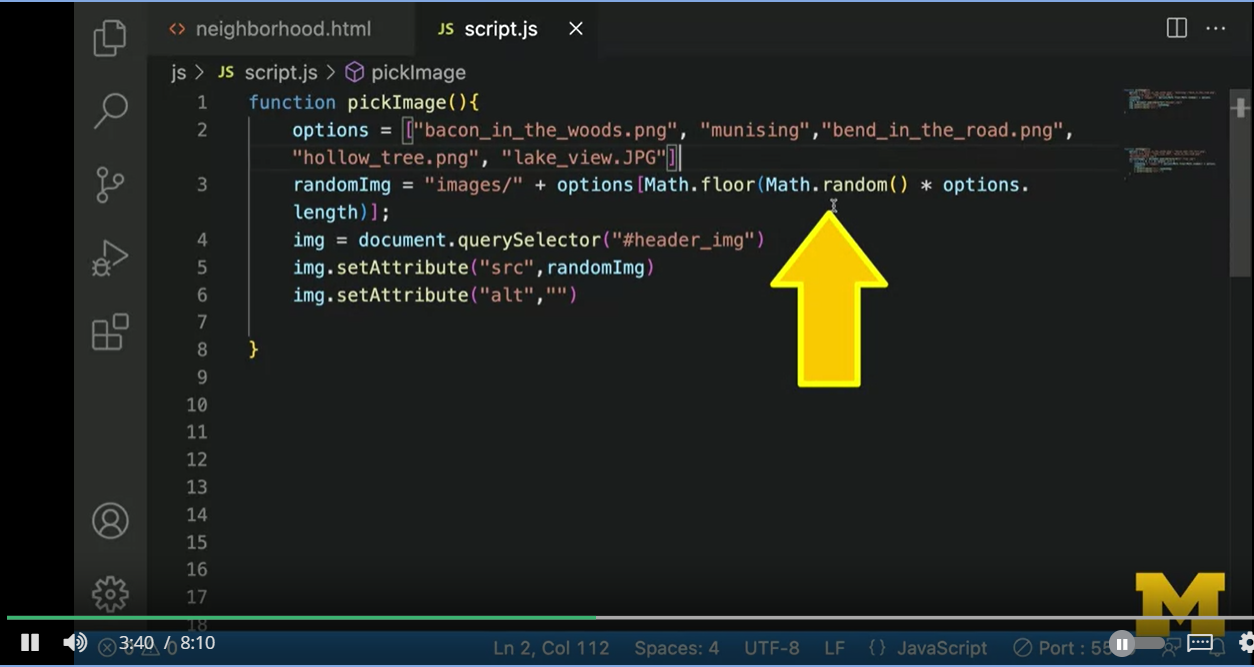 neighborhood.html
JS script.js
js > JS script.js > pickImage
1 function pickImage(){
2 options = ["bacon_in_the_woods.png", "munising","bend_in_the_road.png",
"hollow_tree.png", "lake_view.JPG"]
3 randomImg = "images/" + options[Math.floor(Math.random() * options.
length)];
4 img = document.querySelector("#header_img")
5 img.setAttribute("src",randomImg)
6 img.setAttribute("alt","")
7
8 }
9
10
11
12
13
14
15
16
17
18
3:40 / 8:10
0 Ln 2, Col 112 Spaces: 4 UTF-8 LF {} JavaScript Port : 55
M